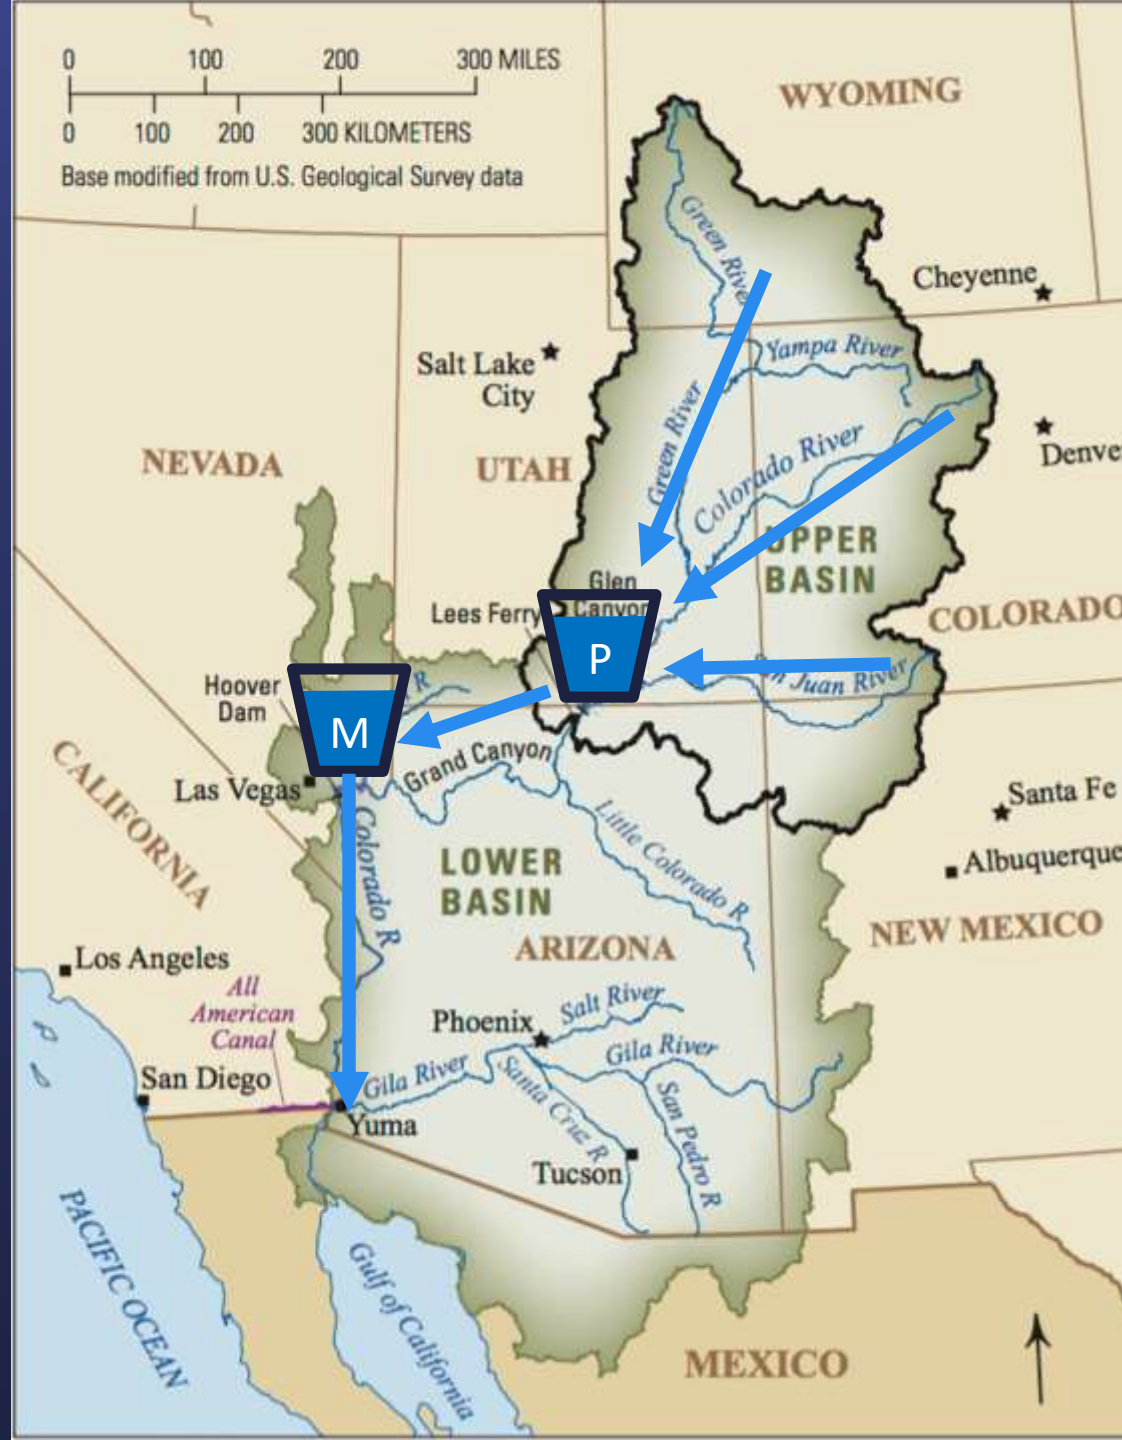 0 100 200 300 MILES
0 100 200 300 KILOMETERS
Base modified from U.S. Geological Survey data
WYOMING
Green River
Cheyenne
Salt Lake
City
Yampa River
Green River
Colorado River
Denve
NEVADA
UTAH
UPPER
BASIN
Glen
Canyon
Lees Ferry
COLORADO
P
San Juan River
Hoover
Dam
R
M
Grand Canyon
Las Vegas
CALIFORNIA
Colorado R
Little Colorado R
Santa Fe
Albuquerque
LOWER
BASIN
ARIZONA
NEW MEXICO
Los Angeles
All
American
Canal
Phoenix
Salt River
San Diego
Gila River
Gila River
Santa Cruz R
San Pedro R
Yuma
Tucson
PACIFIC OCEAN
Gulf of California
MEXICO